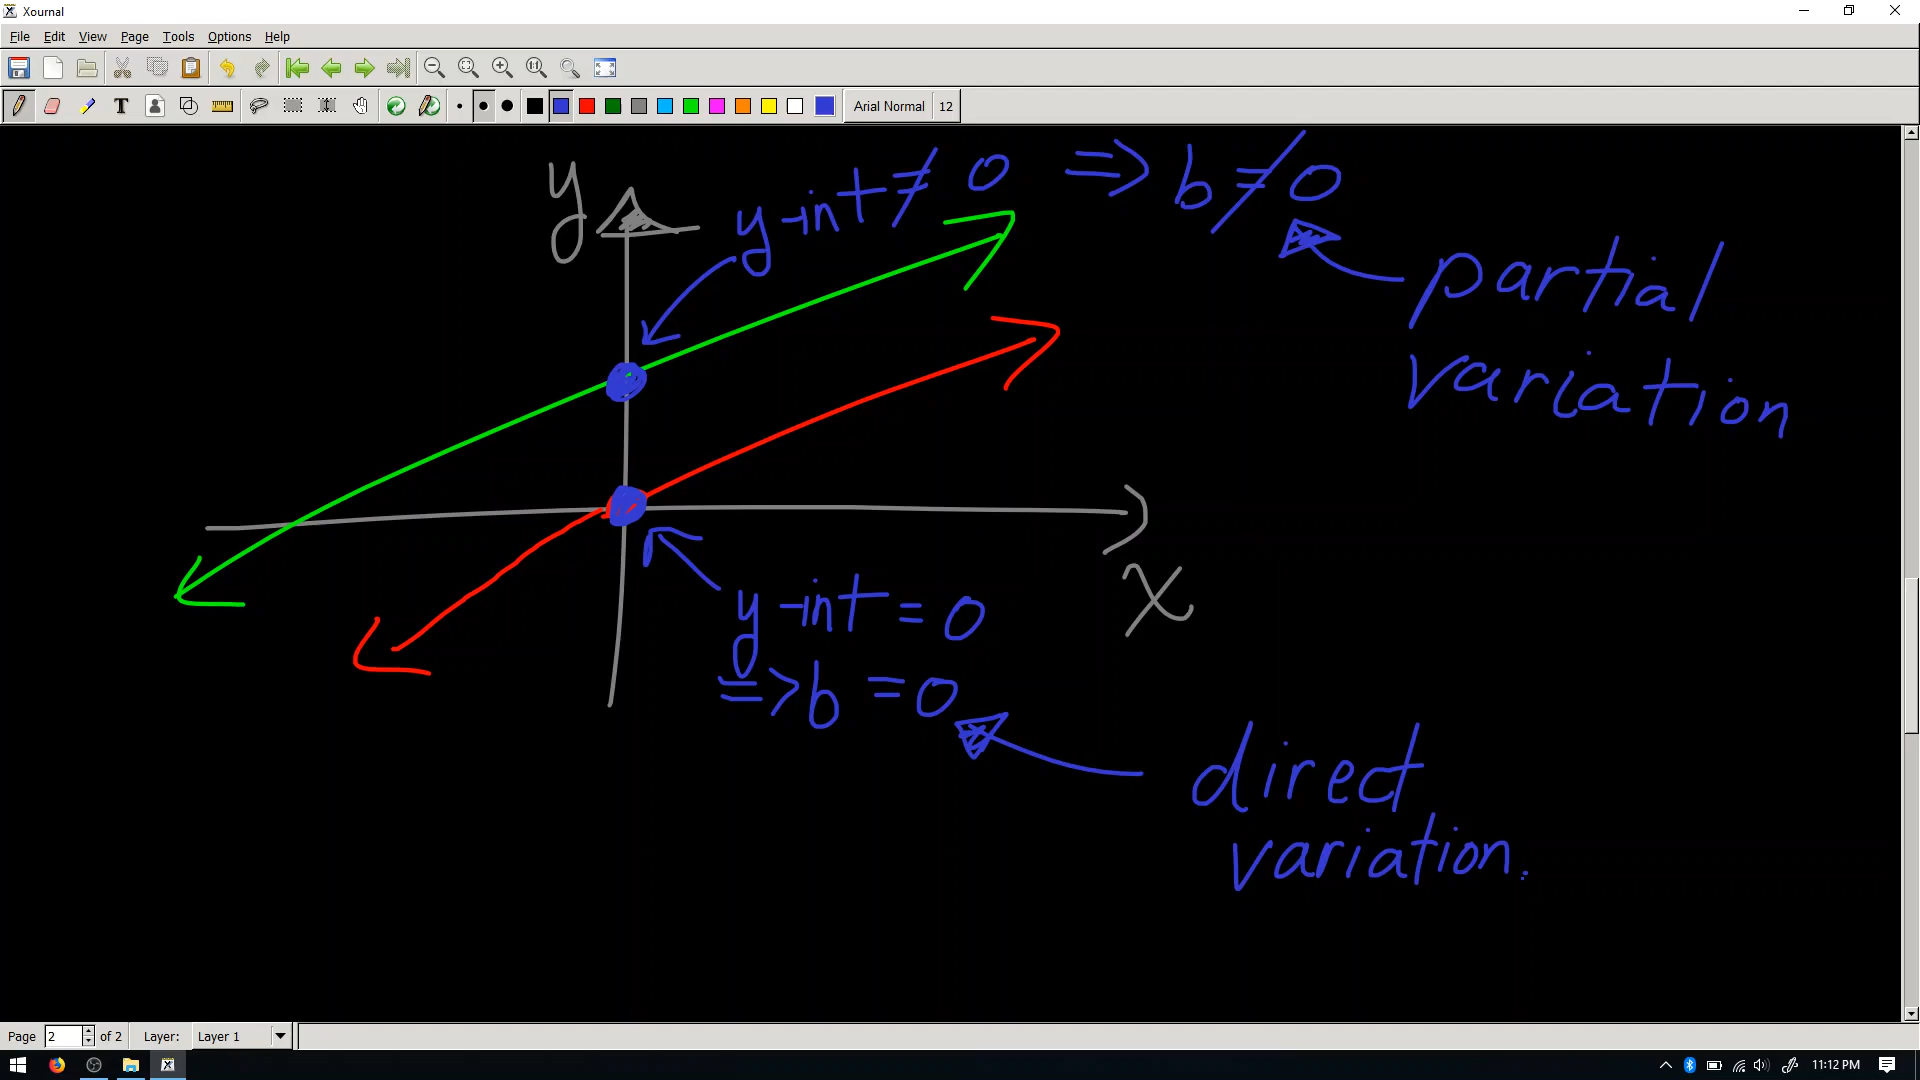 Xournal
File Edit View Page Tools Options Help
Arial Normal 12
y
y-int ≠ 0 => b ≠ 0
partial
variation
x
y-int = 0
=> b = 0
direct
variation.
Page 2 of 2 Layer: Layer 1
11:12 PM